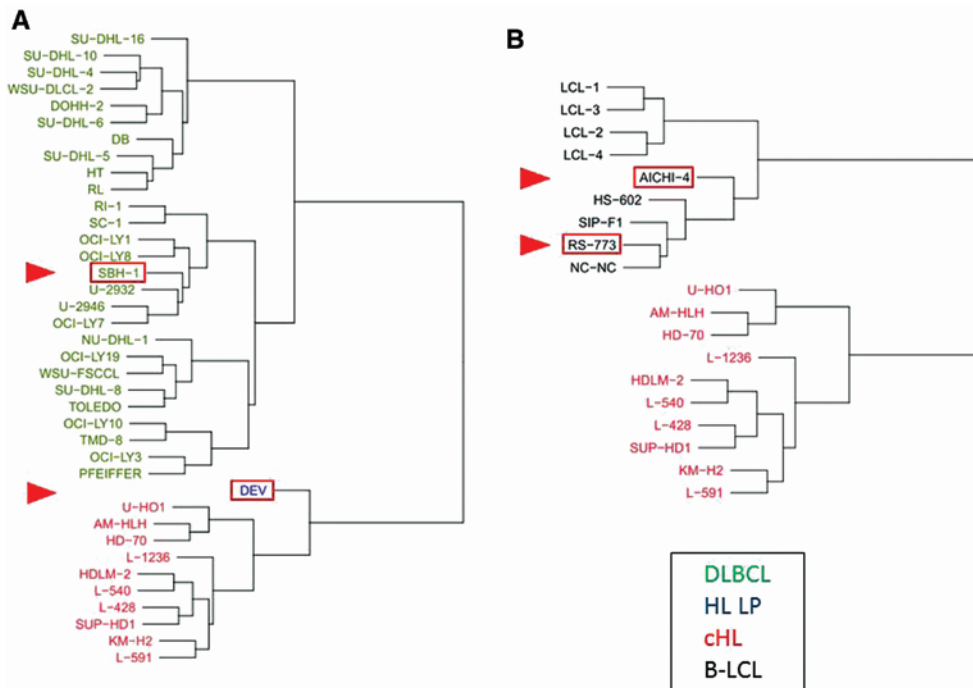 A
SU-DHL-16
SU-DHL-10
SU-DHL-4
WSU-DLCL-2
DOHH-2
SU-DHL-6
DB
SU-DHL-5
HT
RL
RI-1
SC-1
OCI-LY1
OCI-LY8
SBH-1
U-2932
U-2946
OCI-LY7
NU-DHL-1
OCI-LY19
WSU-FSCCL
SU-DHL-8
TOLEDO
OCI-LY10
TMD-8
OCI-LY3
PFEIFFER
DEV
U-HO1
AM-HLH
HD-70
L-1236
HDLM-2
L-540
L-428
SUP-HD1
KM-H2
L-591
B
LCL-1
LCL-3
LCL-2
LCL-4
AICHI-4
HS-602
SIP-F1
RS-773
NC-NC
U-HO1
AM-HLH
HD-70
L-1236
HDLM-2
L-540
L-428
SUP-HD1
KM-H2
L-591
DLBCL
HL LP
cHL
B-LCL